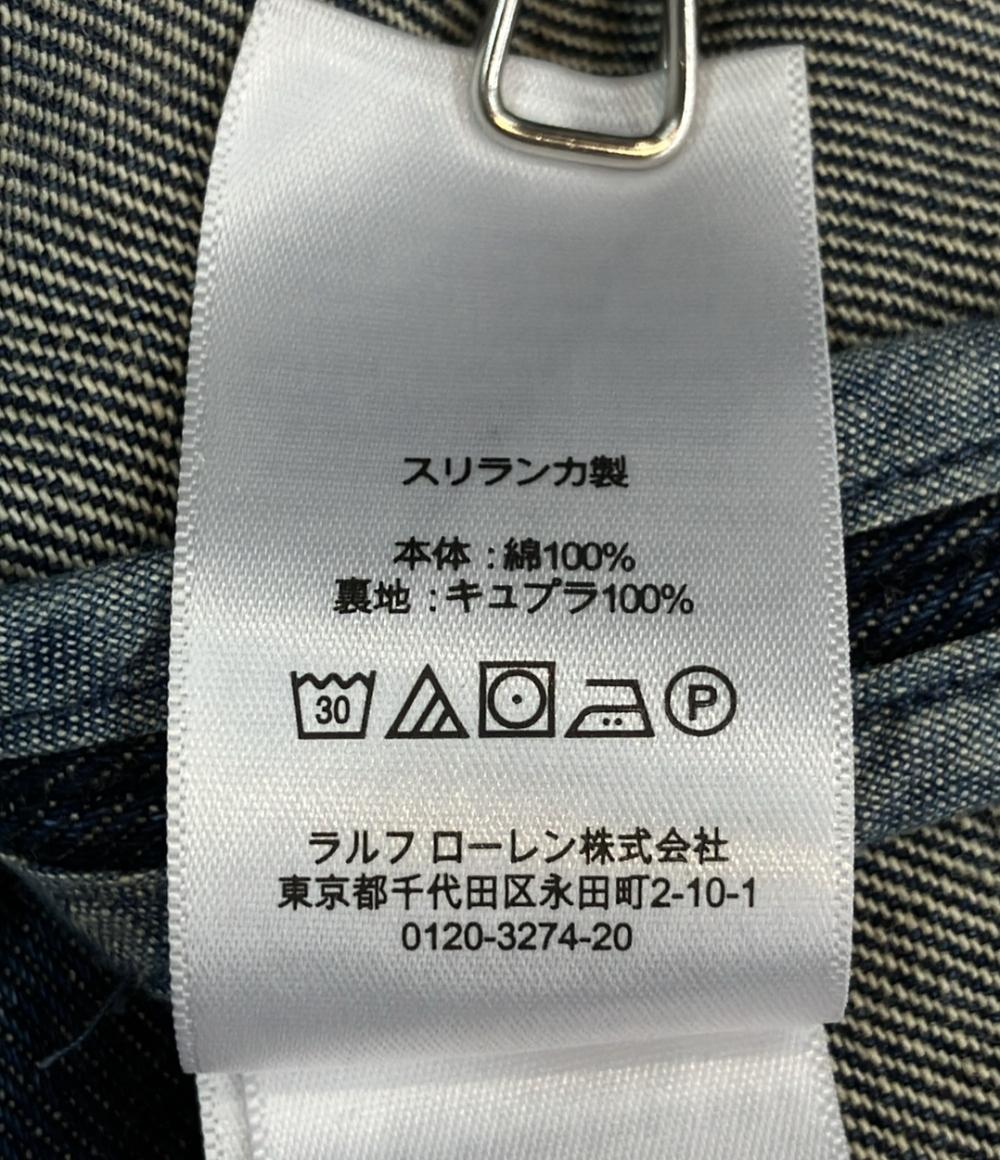 スリランカ製
本体 : 綿100%
裏地 : キュプラ100%
30 P
ラルフ ローレン株式会社
東京都千代田区永田町2-10-1
0120-3274-20